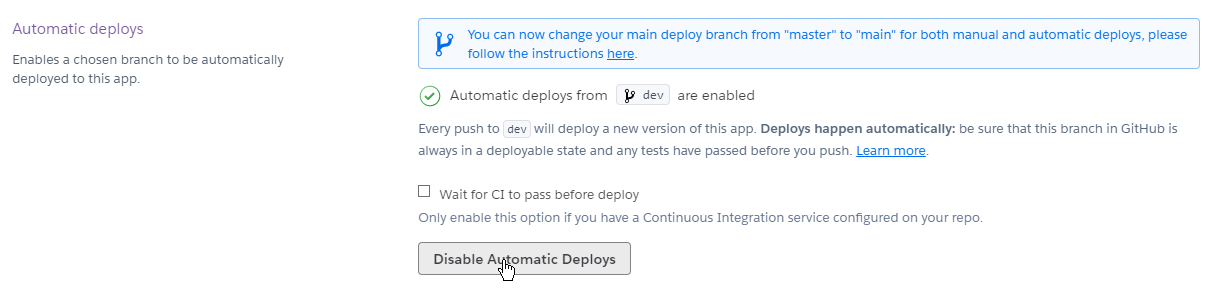 Automatic deploys
Enables a chosen branch to be automatically
deployed to this app.
You can now change your main deploy branch from "master" to "main" for both manual and automatic deploys, please
follow the instructions here.
Automatic deploys from dev are enabled
Every push to dev will deploy a new version of this app. Deploys happen automatically: be sure that this branch in GitHub is
always in a deployable state and any tests have passed before you push. Learn more.
Wait for CI to pass before deploy
Only enable this option if you have a Continuous Integration service configured on your repo.
Disable Automatic Deploys